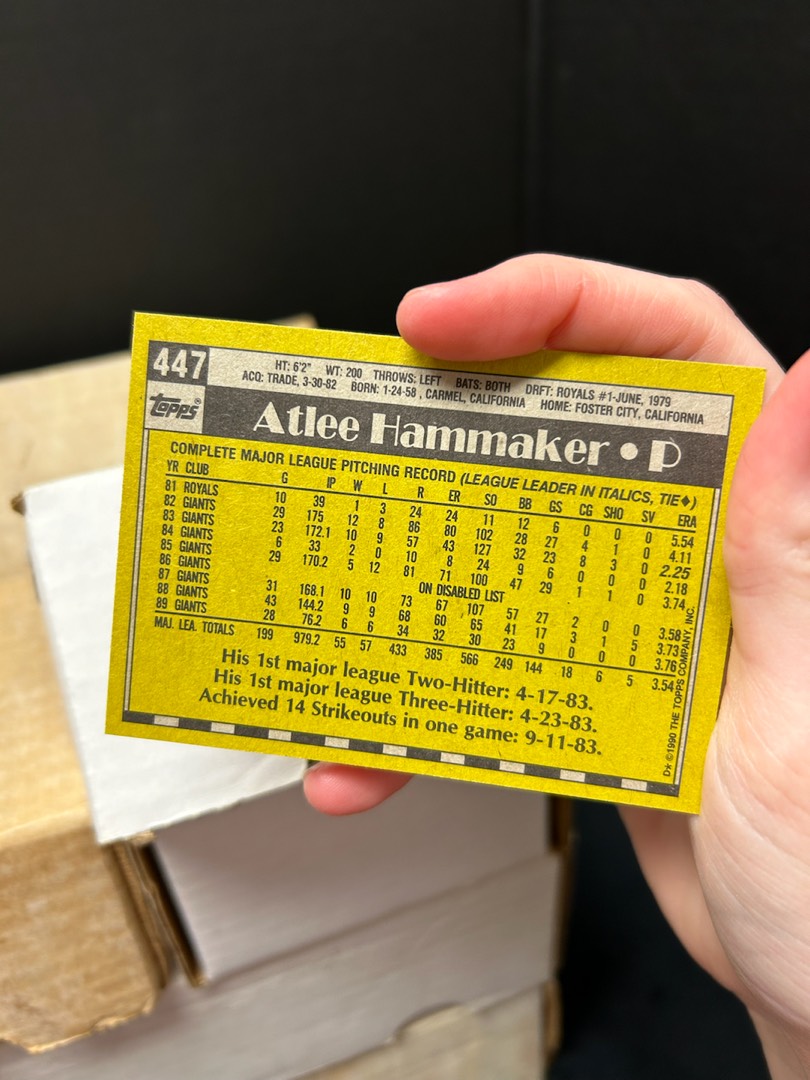 447
HT: 6'2" WT: 200 THROWS: LEFT BATS: BOTH DRFT: ROYALS #1-JUNE, 1979
ACQ: TRADE, 3-30-82 BORN: 1-24-58 , CARMEL, CALIFORNIA HOME: FOSTER CITY, CALIFORNIA
TOPPS®
Atlee Hammaker • P
COMPLETE MAJOR LEAGUE PITCHING RECORD (LEAGUE LEADER IN ITALICS, TIE♦)
YR CLUB G IP W L R ER SO BB GS CG SHO SV ERA
81 ROYALS 10 39 1 3 24 24 11 12 6 0 0 0 5.54
82 GIANTS 29 175 12 8 86 80 102 28 27 4 1 0 4.11
83 GIANTS 23 172.1 10 9 57 43 127 32 23 8 3 0 2.25
84 GIANTS 6 33 2 0 10 8 24 9 6 0 0 0 2.18
85 GIANTS 29 170.2 5 12 81 71 100 47 29 1 1 0 3.74
86 GIANTS ON DISABLED LIST
87 GIANTS 31 168.1 10 10 73 67 107 57 27 2 0 0 3.58
88 GIANTS 43 144.2 9 9 68 60 65 41 17 3 1 5 3.73
89 GIANTS 28 76.2 6 6 34 32 30 23 9 0 0 0 3.76
MAJ. LEA. TOTALS 199 979.2 55 57 433 385 566 249 144 18 6 5 3.54
His 1st major league Two-Hitter: 4-17-83.
His 1st major league Three-Hitter: 4-23-83.
Achieved 14 Strikeouts in one game: 9-11-83.
D* ©1990 THE TOPPS COMPANY, INC.